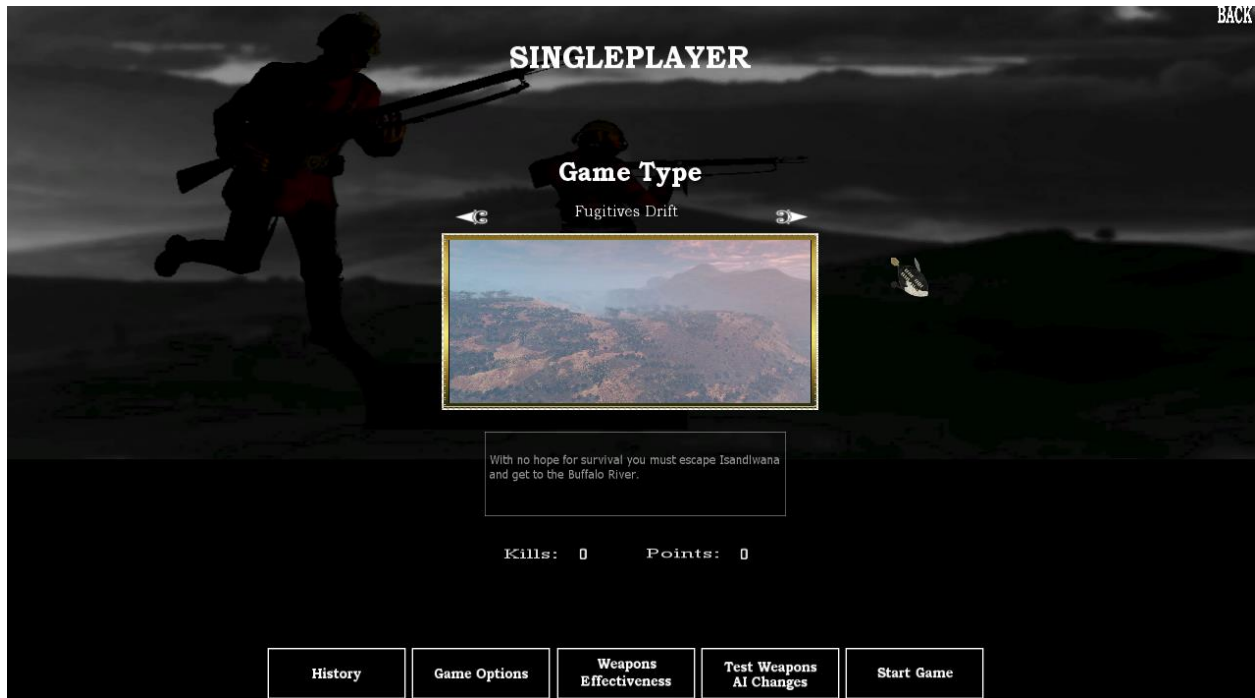 BACK
SINGLEPLAYER
Game Type
Fugitives Drift
With no hope for survival you must escape Isandlwana
and get to the Buffalo River.
Kills: 0 Points: 0
History
Game Options
Weapons
Effectiveness
Test Weapons
AI Changes
Start Game